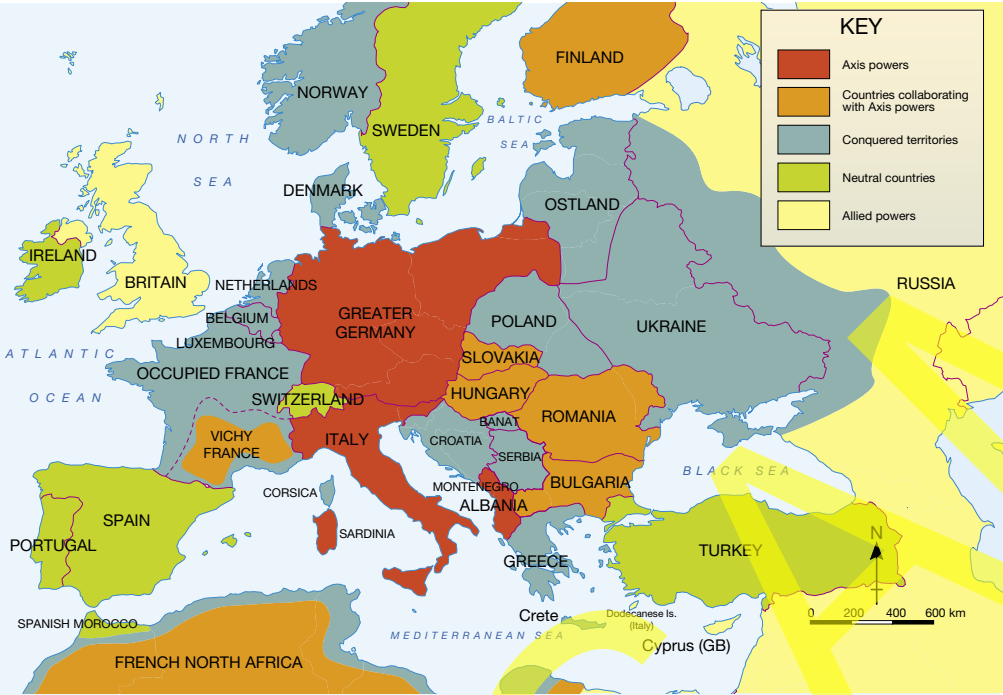 KEY
Axis powers
Countries collaborating
with Axis powers
Conquered territories
Neutral countries
Allied powers
FINLAND
NORWAY
SWEDEN
BALTIC
SEA
NORTH
SEA
DENMARK
OSTLAND
IRELAND
BRITAIN
NETHERLANDS
RUSSIA
GREATER
GERMANY
BELGIUM
POLAND
UKRAINE
LUXEMBOURG
ATLANTIC
OCEAN
SLOVAKIA
OCCUPIED FRANCE
SWITZERLAND
HUNGARY
ROMANIA
BANAT
VICHY
FRANCE
ITALY
CROATIA
SERBIA
BLACK SEA
MONTENEGRO
BULGARIA
CORSICA
ALBANIA
SPAIN
SARDINIA
PORTUGAL
TURKEY
N
GREECE
0 200 400 600 km
Crete
Dodecanese Is.
(Italy)
SPANISH MOROCCO
MEDITERRANEAN SEA
Cyprus (GB)
FRENCH NORTH AFRICA